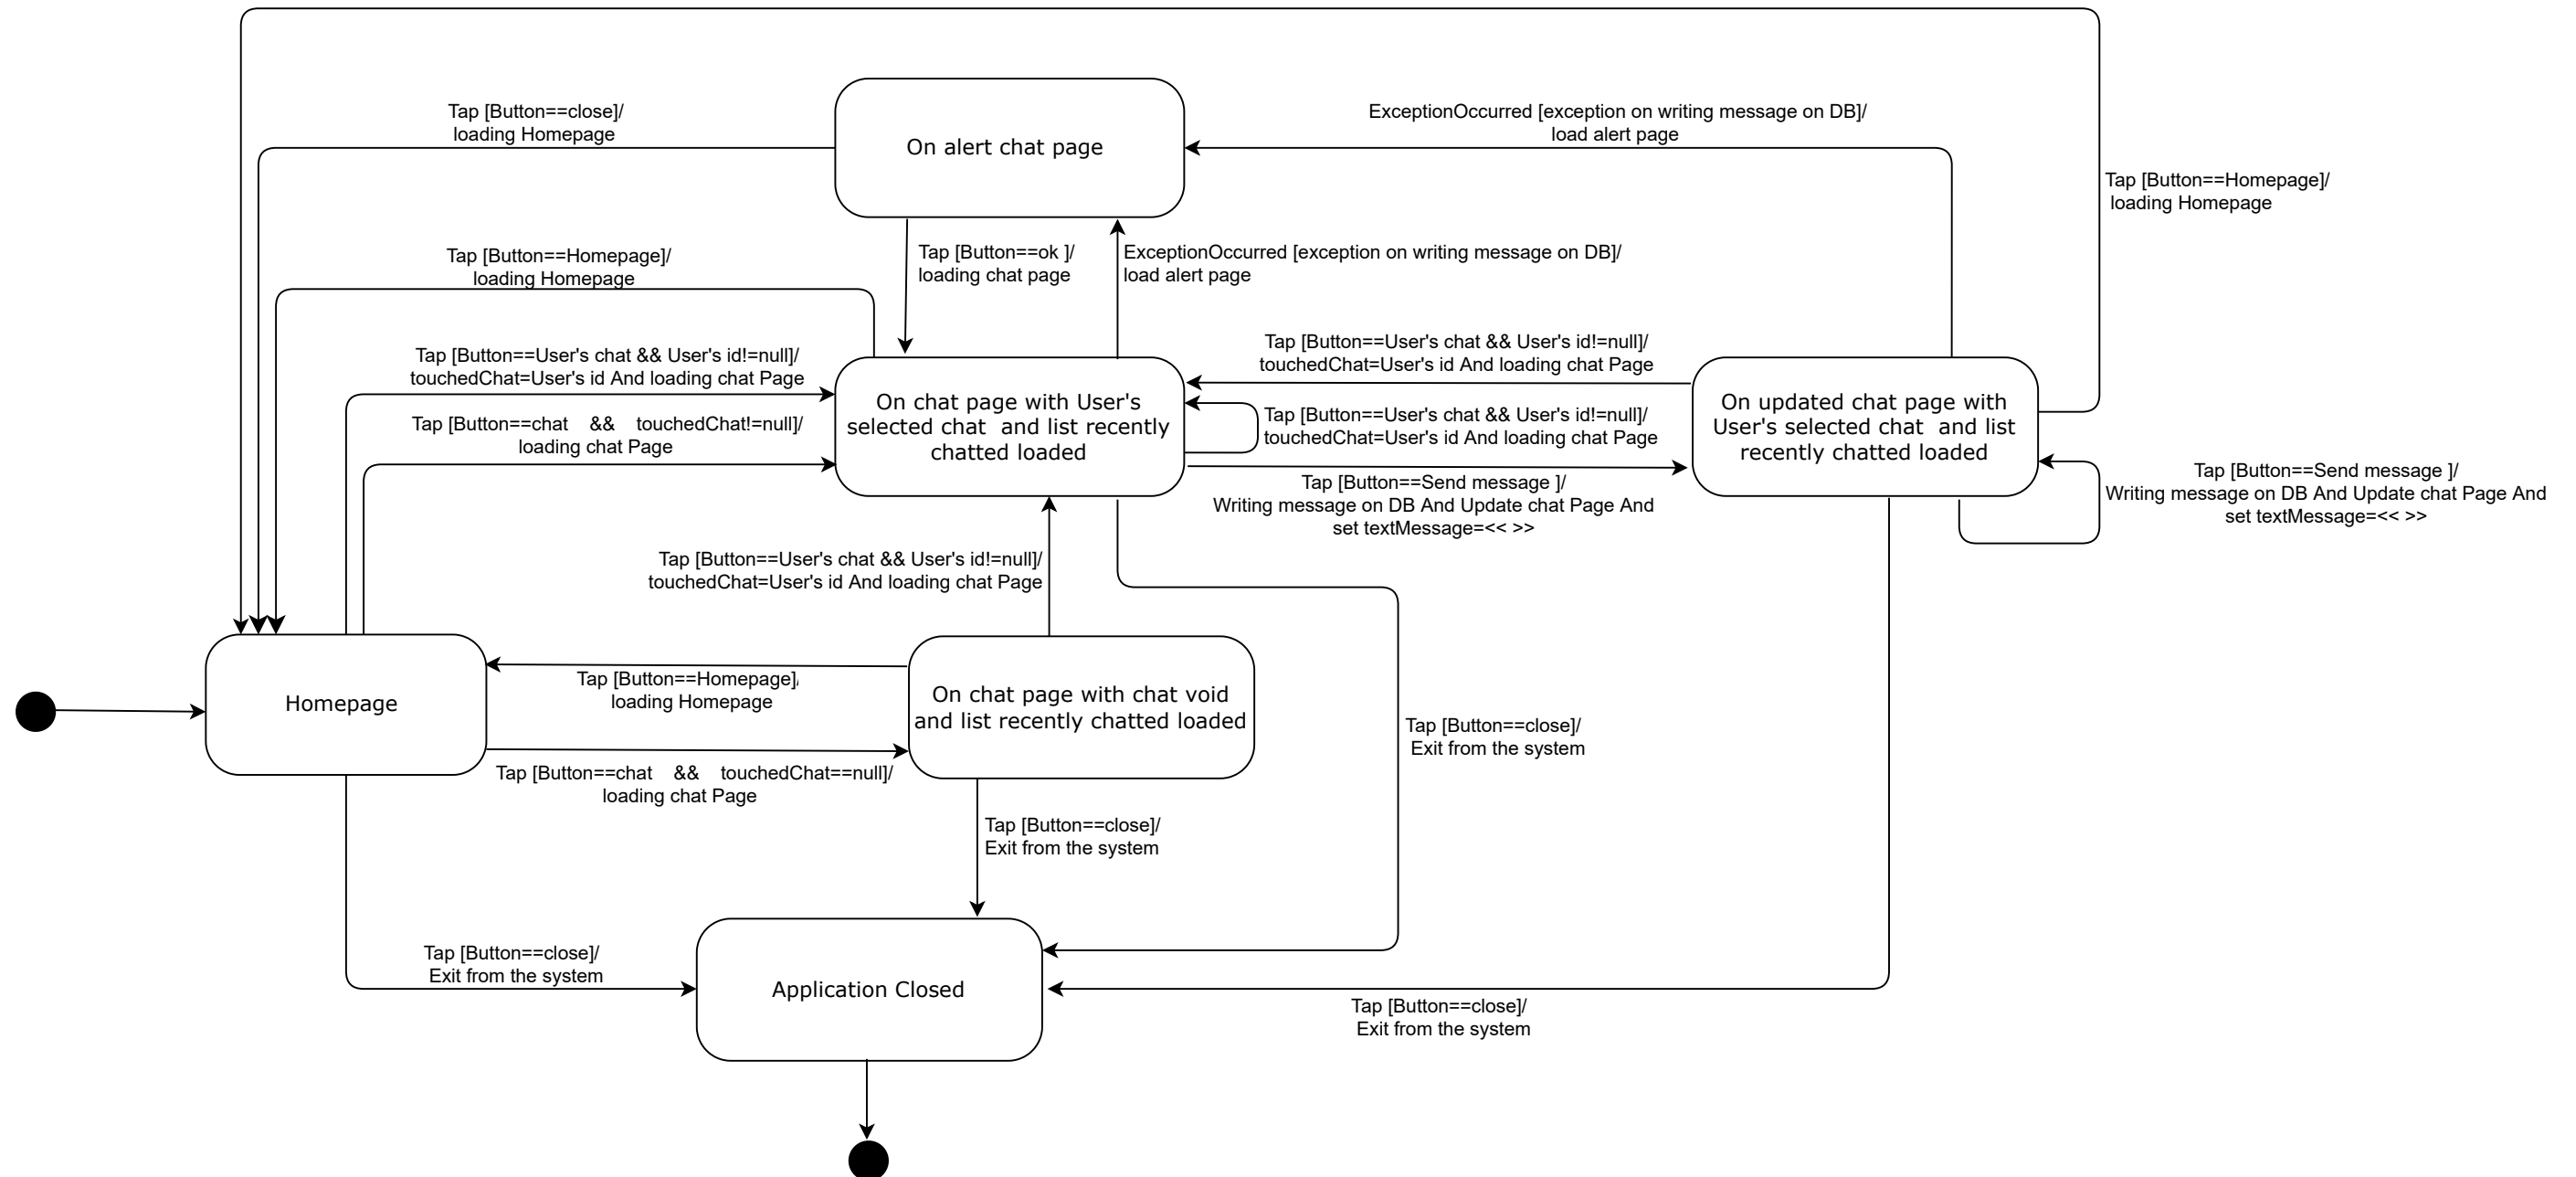 Tap [Button==close]/
loading Homepage
On alert chat page
ExceptionOccurred [exception on writing message on DB]/
load alert page
Tap [Button==Homepage]/
loading Homepage
Tap [Button==Homepage]/
loading Homepage
Tap [Button==ok ]/
loading chat page
ExceptionOccurred [exception on writing message on DB]/
load alert page
Tap [Button==User's chat && User's id!=null]/
touchedChat=User's id And loading chat Page
Tap [Button==chat && touchedChat!=null]/
loading chat Page
On chat page with User's
selected chat and list recently
chatted loaded
Tap [Button==User's chat && User's id!=null]/
touchedChat=User's id And loading chat Page
Tap [Button==User's chat && User's id!=null]/
touchedChat=User's id And loading chat Page
Tap [Button==Send message ]/
Writing message on DB And Update chat Page And
set textMessage=<< >>
On updated chat page with
User's selected chat and list
recently chatted loaded
Tap [Button==Send message ]/
Writing message on DB And Update chat Page And
set textMessage=<< >>
Tap [Button==User's chat && User's id!=null]/
touchedChat=User's id And loading chat Page
Homepage
Tap [Button==Homepage]/
loading Homepage
On chat page with chat void
and list recently chatted loaded
Tap [Button==chat && touchedChat==null]/
loading chat Page
Tap [Button==close]/
Exit from the system
Tap [Button==close]/
Exit from the system
Tap [Button==close]/
Exit from the system
Application Closed
Tap [Button==close]/
Exit from the system